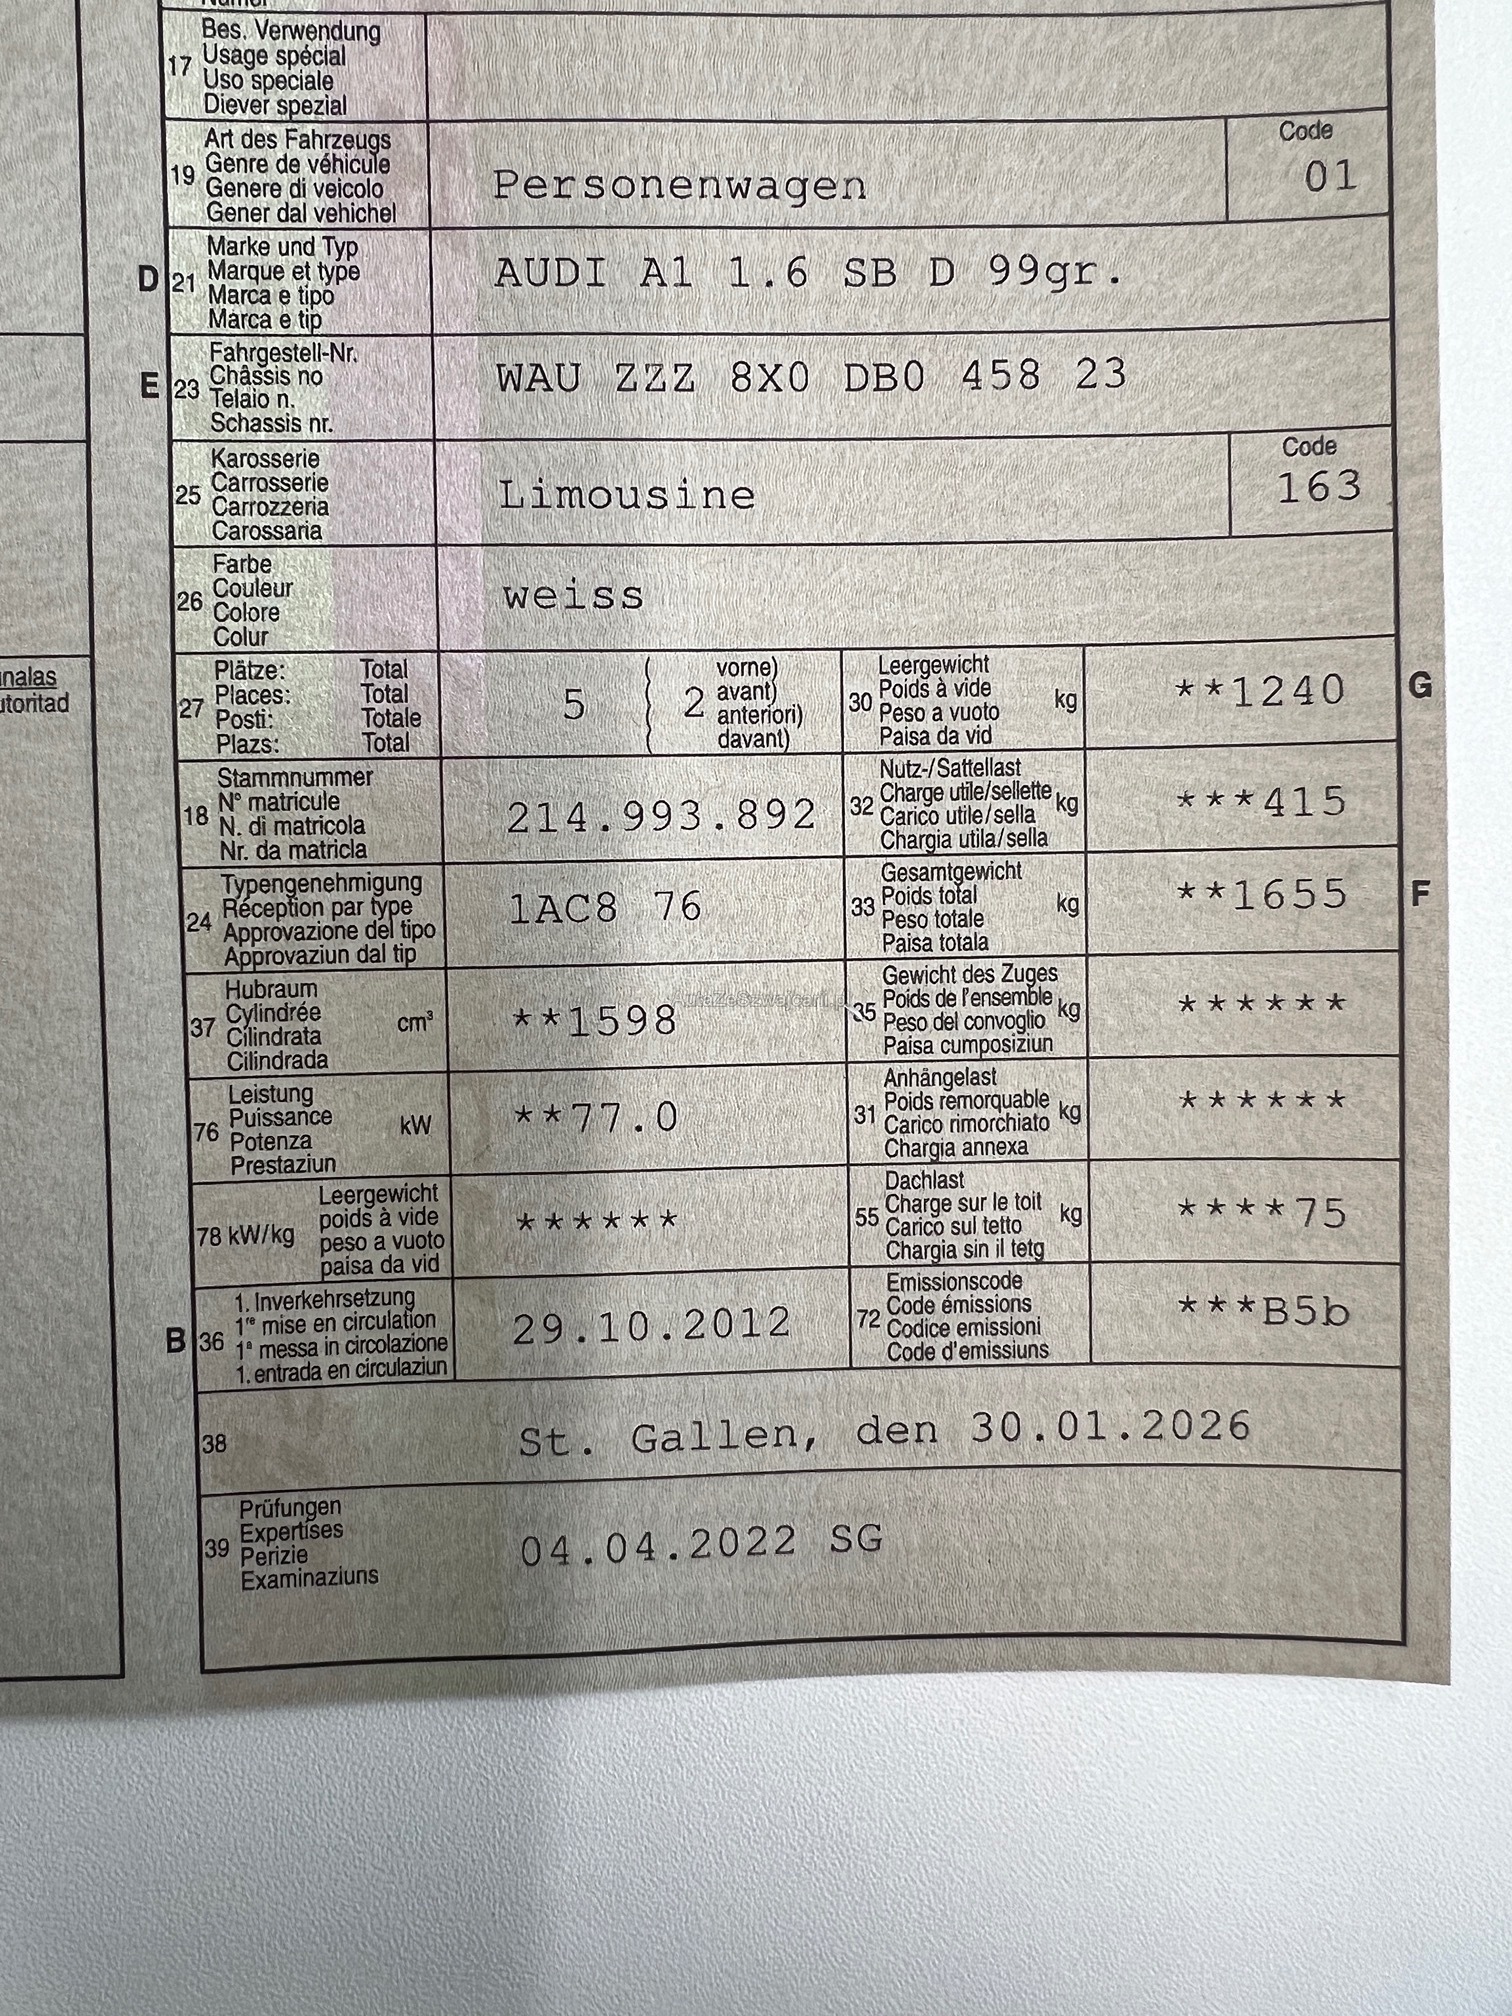 17 Bes. Verwendung
Usage spécial
Uso speciale
Diever spezial
19 Art des Fahrzeugs
Genre de véhicule
Genere di veicolo
Gener dal vehichel
Personenwagen
Code
01
D 21 Marke und Typ
Marque et type
Marca e tipo
Marca e tip
AUDI A1 1.6 SB D 99gr.
E 23 Fahrgestell-Nr.
Châssis no
Telaio n.
Schassis nr.
WAU ZZZ 8X0 DB0 458 23
25 Karosserie
Carrosserie
Carrozzeria
Carossaria
Limousine
Code
163
26 Farbe
Couleur
Colore
Colur
weiss
27 Plätze: Total
Places: Total
Posti: Totale
Plazs: Total
5 ( 2 vorne)
( avant)
( anteriori)
( davant)
30 Leergewicht
Poids à vide kg
Peso a vuoto
Paisa da vid
**1240 G
18 Stammnummer
N° matricule
N. di matricola
Nr. da matricla
214.993.892
32 Nutz-/Sattellast
Charge utile/sellette kg
Carico utile/sella
Chargia utila/sella
***415
24 Typengenehmigung
Réception par type
Approvazione del tipo
Approvaziun dal tip
1AC8 76
33 Gesamtgewicht
Poids total kg
Peso totale
Paisa totala
**1655 F
37 Hubraum
Cylindrée cm³
Cilindrata
Cilindrada
**1598
35 Gewicht des Zuges
Poids de l'ensemble kg
Peso del convoglio
Paisa cumposiziun
******
76 Leistung
Puissance kW
Potenza
Prestaziun
**77.0
31 Anhängelast
Poids remorquable kg
Carico rimorchiato
Chargia annexa
******
78 kW/kg Leergewicht
poids à vide
peso a vuoto
paisa da vid
******
55 Dachlast
Charge sur le toit kg
Carico sul tetto
Chargia sin il tetg
****75
B 36 1. Inverkehrsetzung
1re mise en circulation
1a messa in circolazione
1. entrada en circulaziun
29.10.2012
72 Emissionscode
Code émissions
Codice emissioni
Code d'emissiuns
***B5b
38 St. Gallen, den 30.01.2026
39 Prüfungen
Expertises
Perizie
Examinaziuns
04.04.2022 SG